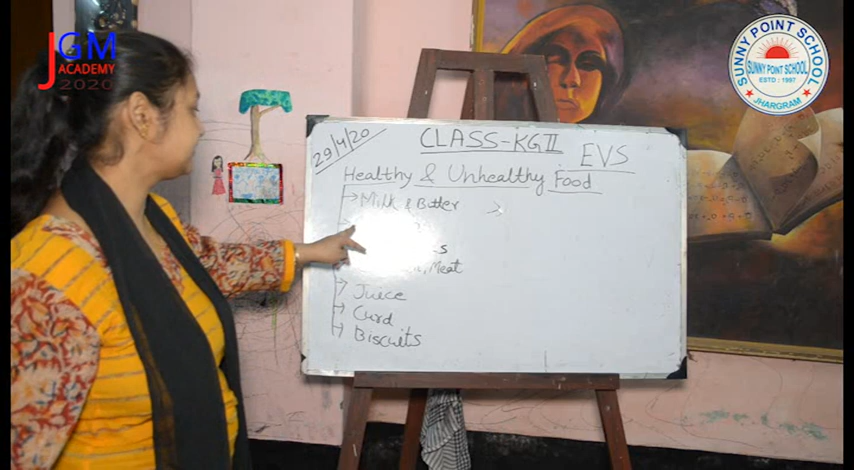 JGM
ACADEMY
2020
SUNNY POINT SCHOOL
SUNNY POINT SCHOOL
ESTD : 1997
JHARGRAM
29/4/20
CLASS-KGII
EVS
Healthy & Unhealthy Food
Milk & Butter
Meat
Juice
Curd
Biscuits